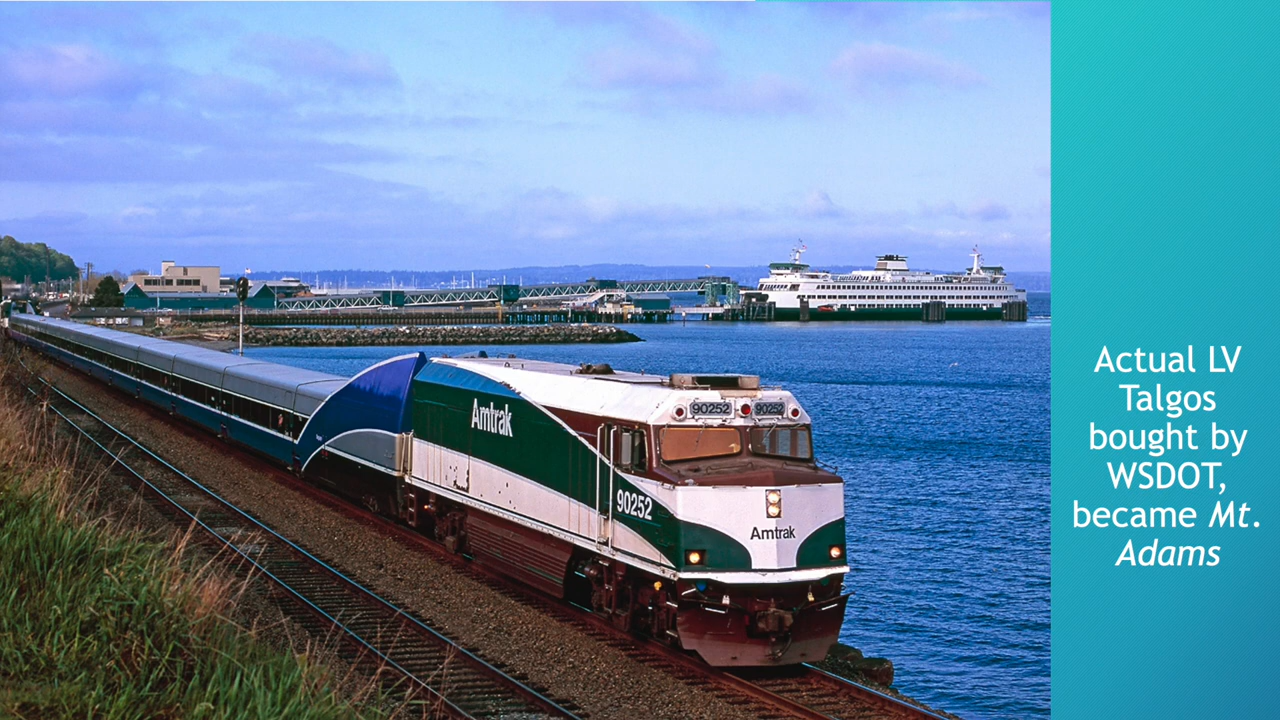 Amtrak
90252
90252
90252
Amtrak
Actual LV
Talgos
bought by
WSDOT,
became Mt.
Adams